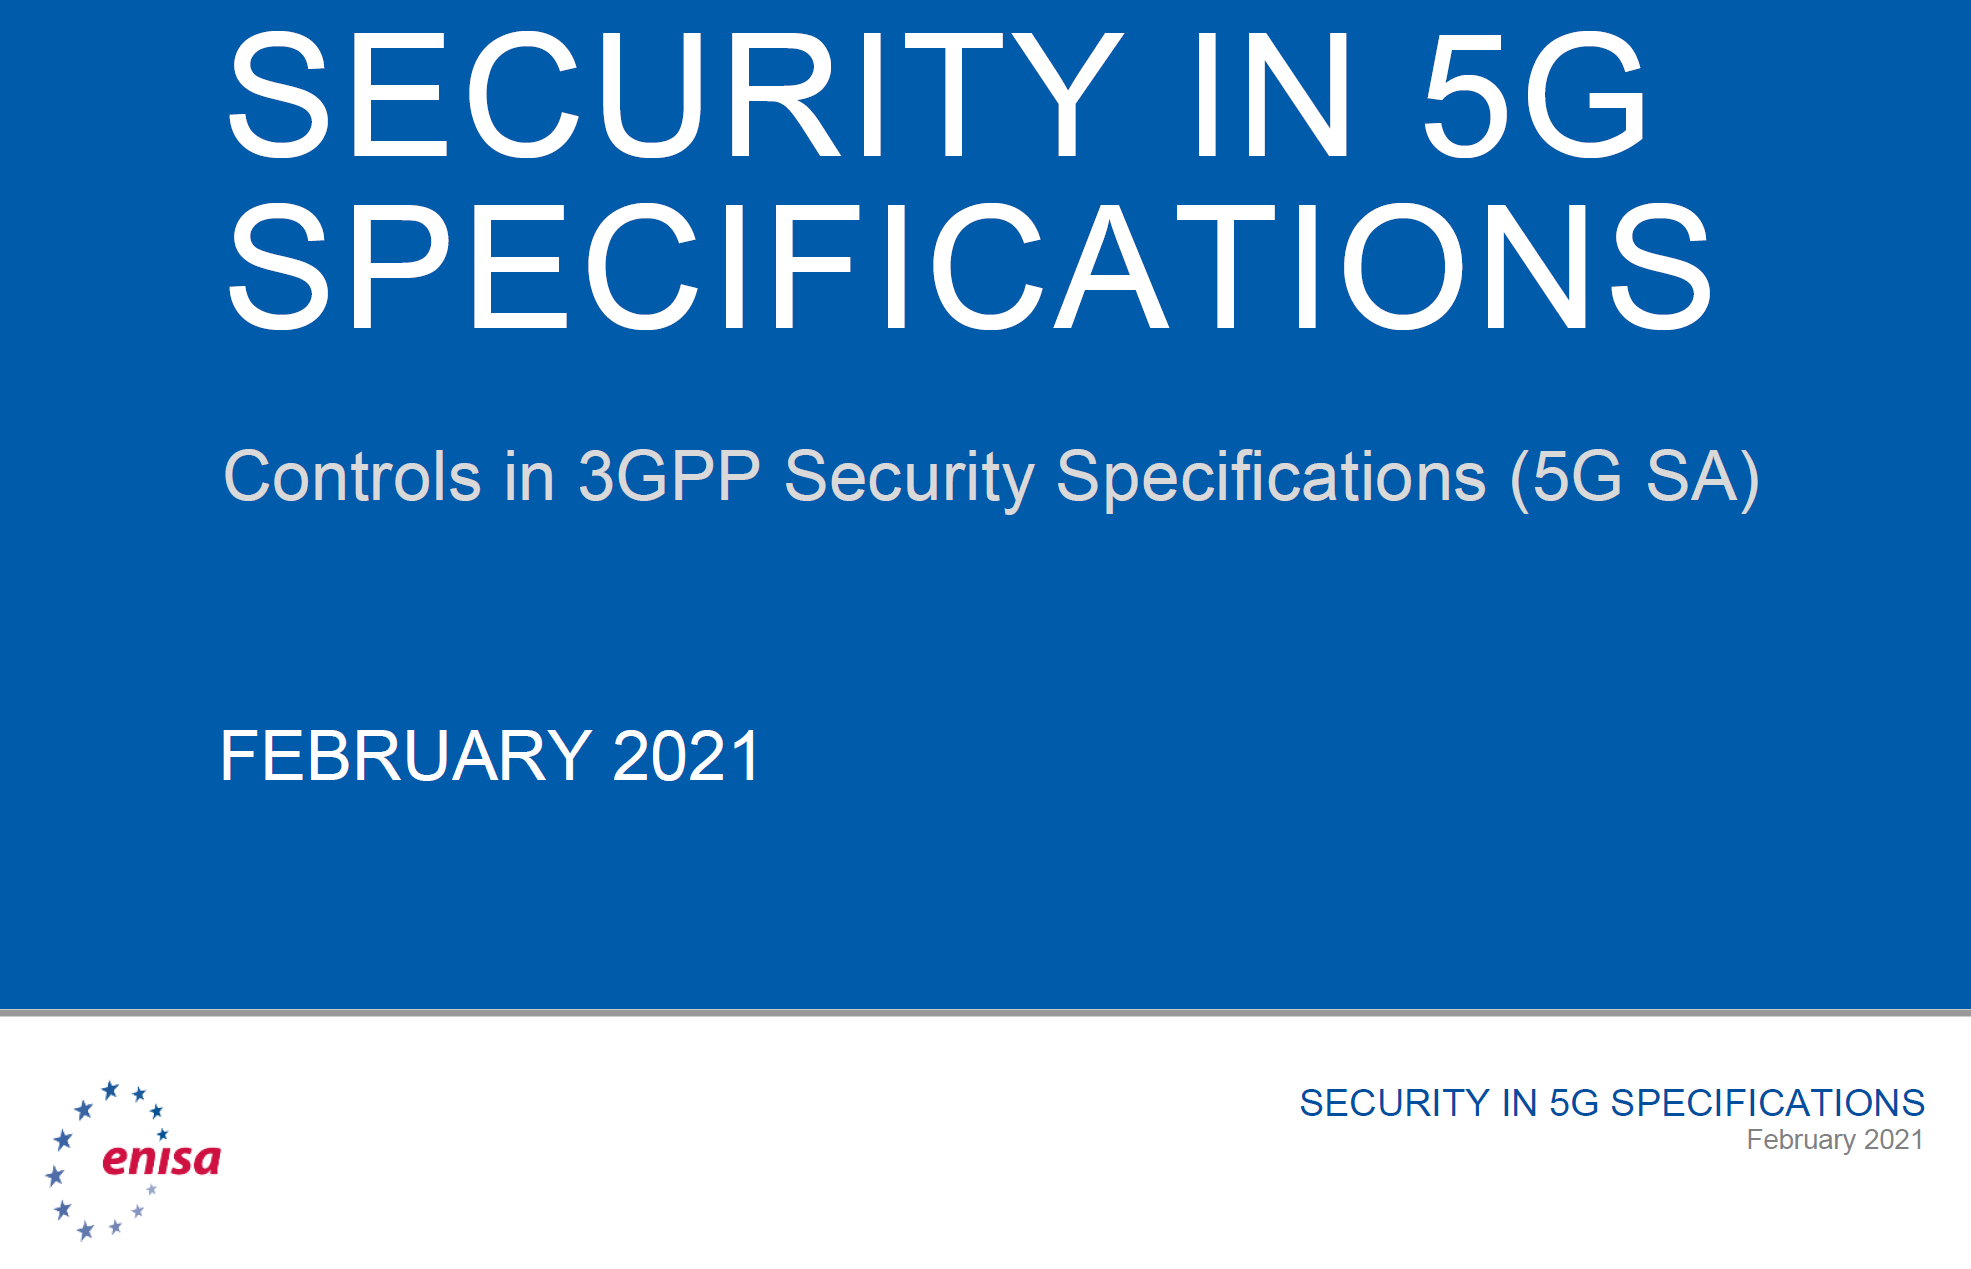 SECURITY IN 5G
SPECIFICATIONS
Controls in 3GPP Security Specifications (5G SA)
FEBRUARY 2021
enisa
SECURITY IN 5G SPECIFICATIONS
February 2021